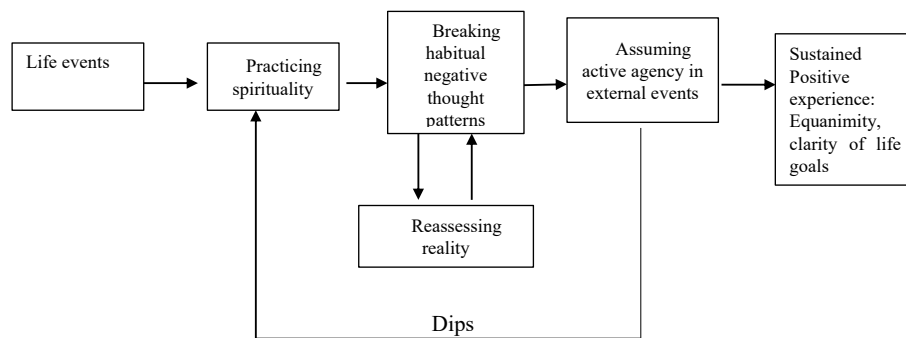 Life events
Practicing
spirituality
Breaking
habitual
negative
thought
patterns
Assuming
active agency in
external events
Sustained
Positive
experience:
Equanimity,
clarity of life
goals
Reassessing
reality
Dips